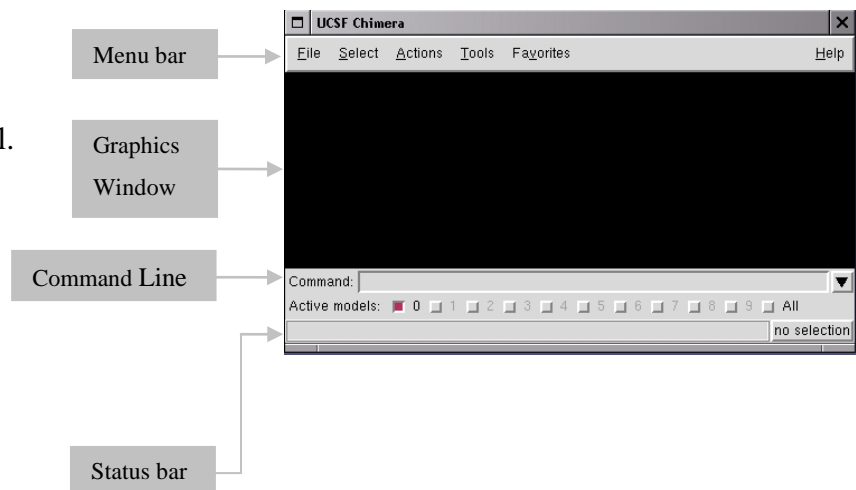 UCSF Chimera
Menu bar
File Select Actions Tools Favorites Help
1.
Graphics
Window
Command Line
Command:
Active models: 0 1 2 3 4 5 6 7 8 9 All
no selection
Status bar